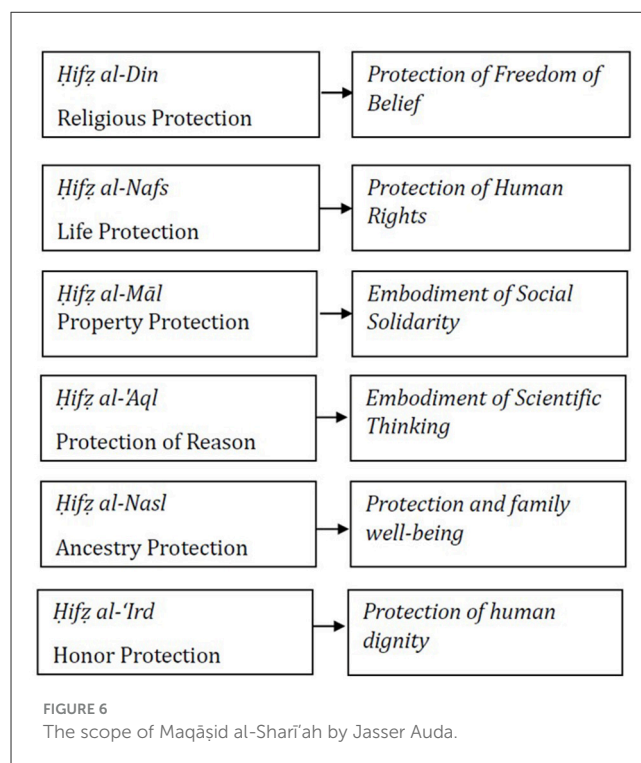 Ḥifẓ al-Din
Religious Protection
Protection of Freedom of
Belief
Ḥifẓ al-Nafs
Life Protection
Protection of Human
Rights
Ḥifẓ al-Māl
Property Protection
Embodiment of Social
Solidarity
Ḥifẓ al-'Aql
Protection of Reason
Embodiment of Scientific
Thinking
Ḥifẓ al-Nasl
Ancestry Protection
Protection and family
well-being
Ḥifẓ al-‘Ird
Honor Protection
Protection of human
dignity
FIGURE 6
The scope of Maqāṣid al-Sharī’ah by Jasser Auda.